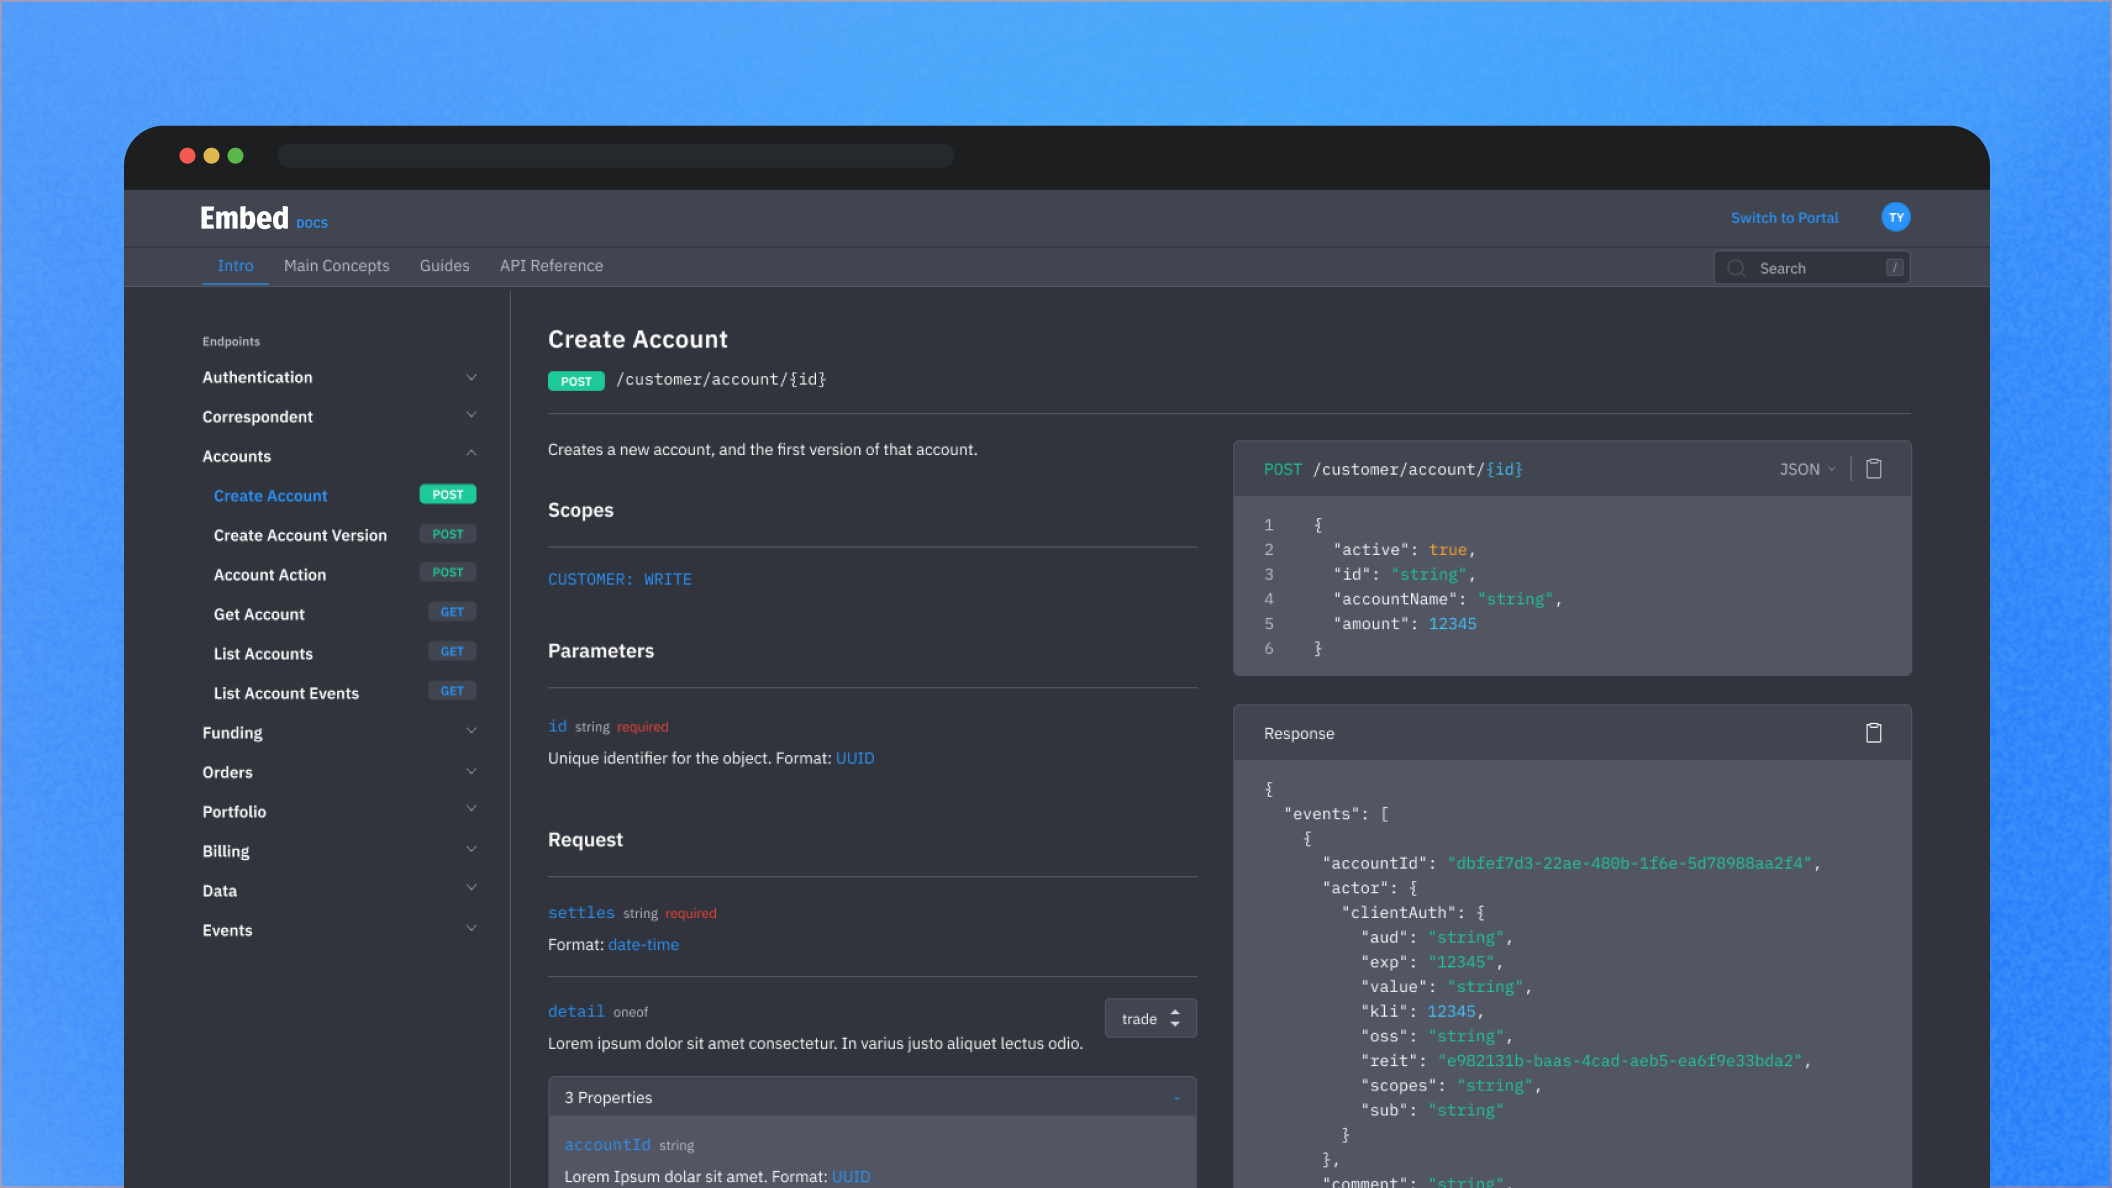 Embed DOCS
Switch to Portal
TY
Intro
Main Concepts
Guides
API Reference
Search
/
Endpoints
Authentication
Correspondent
Accounts
Create Account POST
Create Account Version POST
Account Action POST
Get Account GET
List Accounts GET
List Account Events GET
Funding
Orders
Portfolio
Billing
Data
Events
Create Account
POST /customer/account/{id}
Creates a new account, and the first version of that account.
Scopes
CUSTOMER: WRITE
Parameters
id string required
Unique identifier for the object. Format: UUID
Request
settles string required
Format: date-time
detail oneof
trade
Lorem ipsum dolor sit amet consectetur. In varius justo aliquet lectus odio.
3 Properties -
accountId string
Lorem Ipsum dolar sit amet. Format: UUID
POST /customer/account/{id}
JSON
1 {
2 "active": true,
3 "id": "string",
4 "accountName": "string",
5 "amount": 12345
6 }
Response
{
"events": [
{
"accountId": "dbfef7d3-22ae-480b-1f6e-5d78988aa2f4",
"actor": {
"clientAuth": {
"aud": "string",
"exp": "12345",
"value": "string",
"kli": 12345,
"oss": "string",
"reit": "e982131b-baas-4cad-aeb5-ea6f9e33bda2",
"scopes": "string",
"sub": "string"
}
},
"comment": "string",